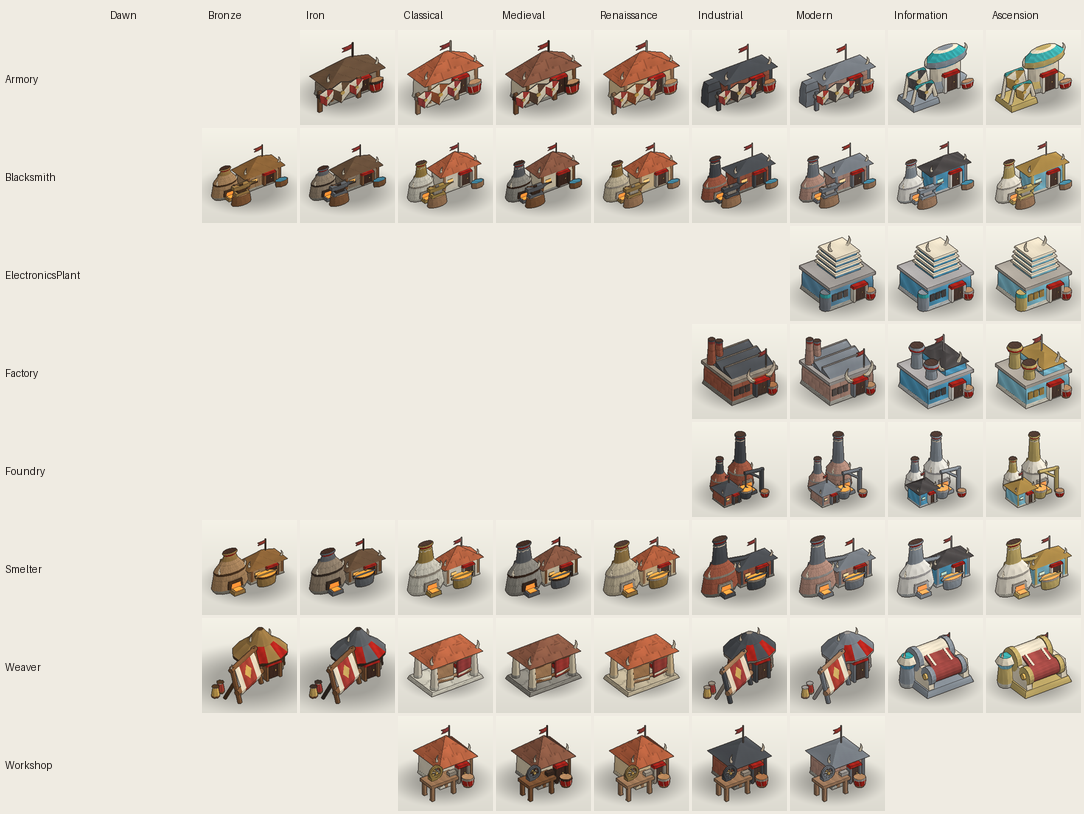 Dawn Bronze Iron Classical Medieval Renaissance Industrial Modern Information Ascension
Armory
Blacksmith
ElectronicsPlant
Factory
Foundry
Smelter
Weaver
Workshop